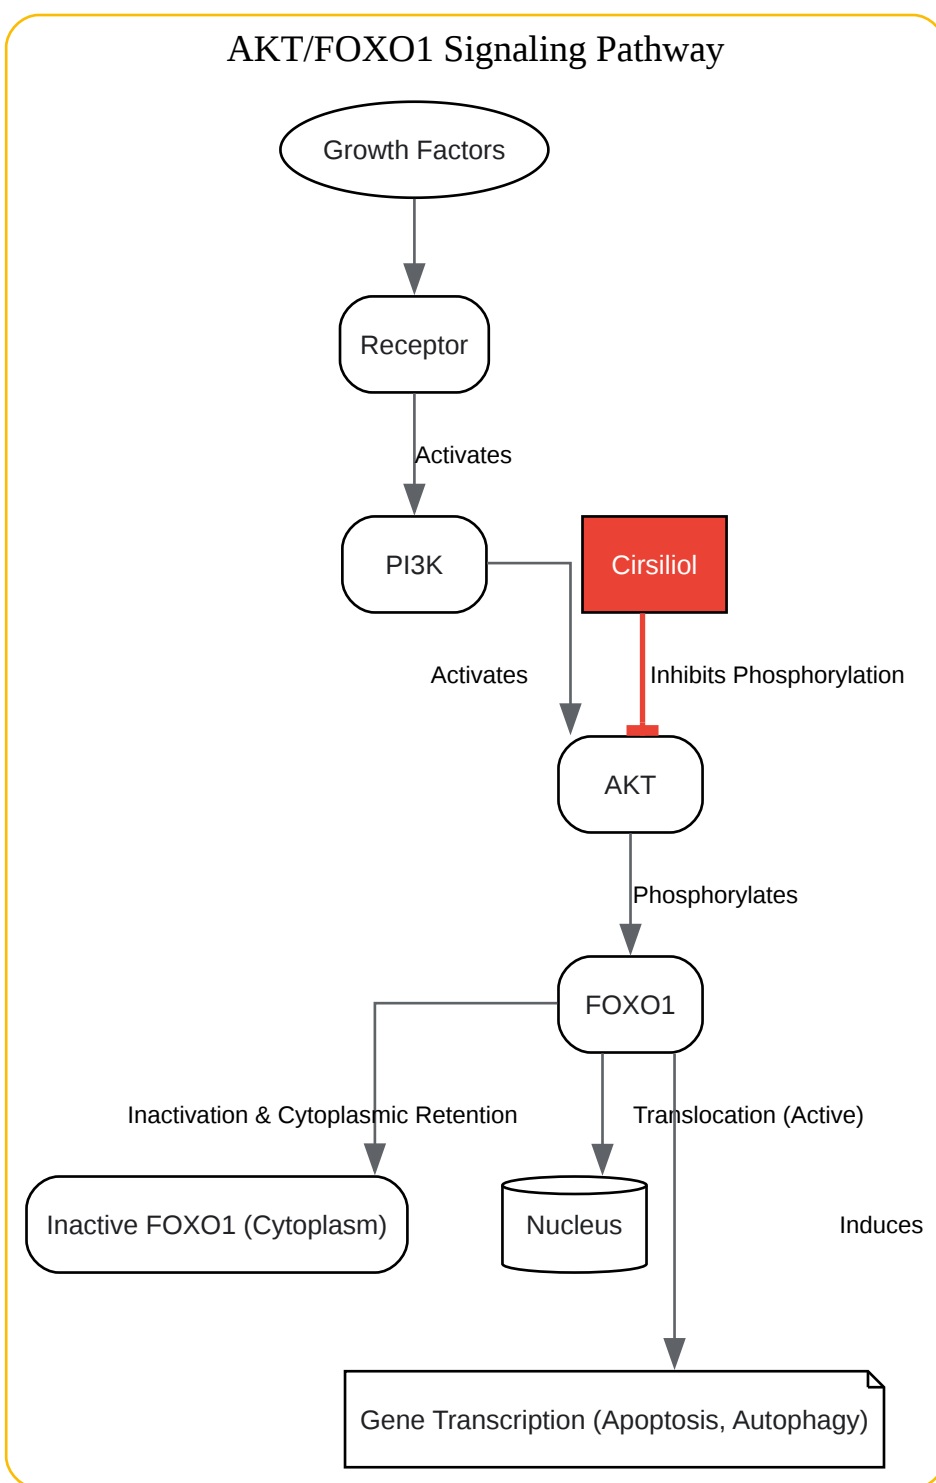 AKT/FOXO1 Signaling Pathway
Growth Factors
Receptor
Activates
PI3K
Cirsiliol
Activates
Inhibits Phosphorylation
AKT
Phosphorylates
FOXO1
Inactivation & Cytoplasmic Retention
Translocation (Active)
Inactive FOXO1 (Cytoplasm)
Nucleus
Induces
Gene Transcription (Apoptosis, Autophagy)